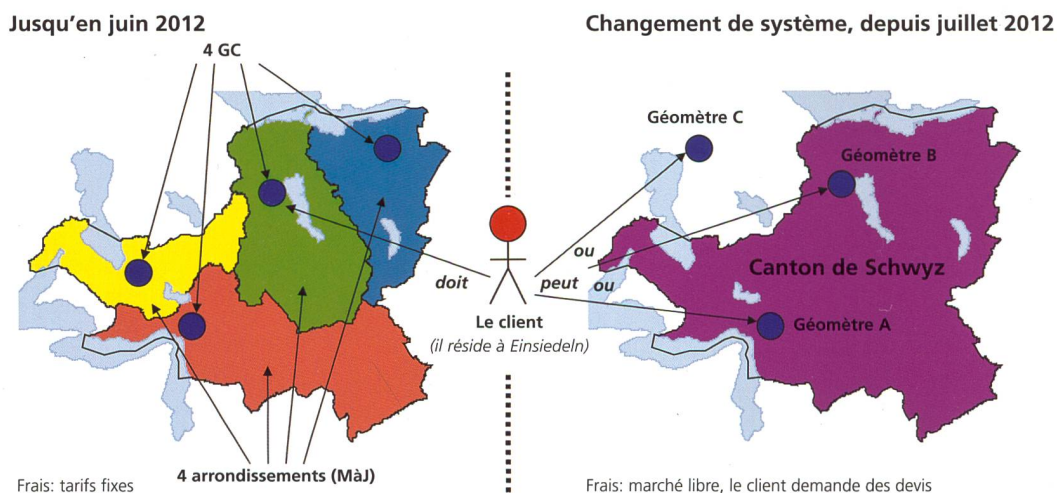 Jusqu'en juin 2012
4 GC
doit
4 arrondissements (MàJ)
Frais: tarifs fixes
Le client
(il réside à Einsiedeln)
Changement de système, depuis juillet 2012
Géomètre C
Géomètre B
ou
peut
ou
Canton de Schwyz
Géomètre A
Frais: marché libre, le client demande des devis